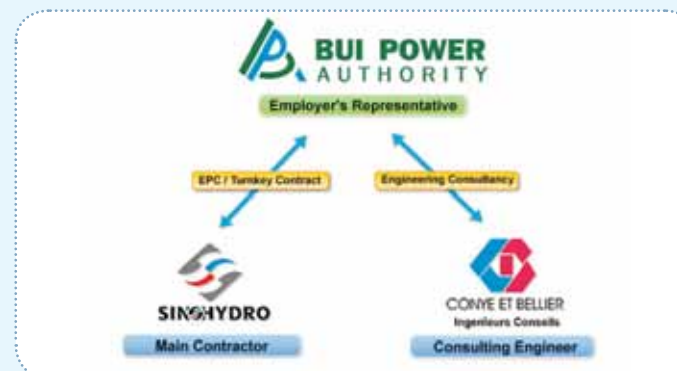 BUI POWER
AUTHORITY
Employer's Representative
EPC / Turnkey Contract
Engineering Consultancy
SINOHYDRO
CONYE ET BELLIER
Ingenieurs Conseils
Main Contractor
Consulting Engineer